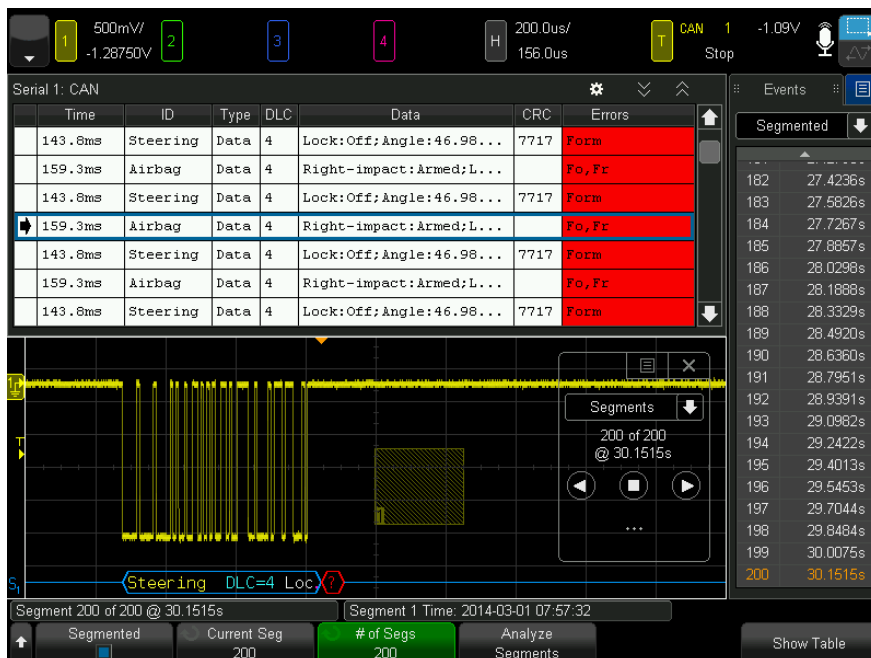 1 500mV/ 2 3 4 H 200.0us/ T CAN 1 -1.09V
-1.28750V 156.0us Stop
Serial 1: CAN
Time ID Type DLC Data CRC Errors
143.8ms Steering Data 4 Lock:Off;Angle:46.98... 7717 Form
159.3ms Airbag Data 4 Right-impact:Armed;L... Fo,Fr
143.8ms Steering Data 4 Lock:Off;Angle:46.98... 7717 Form
159.3ms Airbag Data 4 Right-impact:Armed;L... Fo,Fr
143.8ms Steering Data 4 Lock:Off;Angle:46.98... 7717 Form
159.3ms Airbag Data 4 Right-impact:Armed;L... Fo,Fr
143.8ms Steering Data 4 Lock:Off;Angle:46.98... 7717 Form
Events
Segmented
182 27.4236s
183 27.5826s
184 27.7267s
185 27.8857s
186 28.0298s
187 28.1888s
188 28.3329s
189 28.4920s
190 28.6360s
191 28.7951s
192 28.9391s
193 29.0982s
194 29.2422s
195 29.4013s
196 29.5453s
197 29.7044s
198 29.8484s
199 30.0075s
200 30.1515s
1
T
Segments
200 of 200
@ 30.1515s
...
1
S1 Steering DLC=4 Loc ?
Segment 200 of 200 @ 30.1515s Segment 1 Time: 2014-03-01 07:57:32
Segmented Current Seg # of Segs Analyze Show Table
200 200 Segments